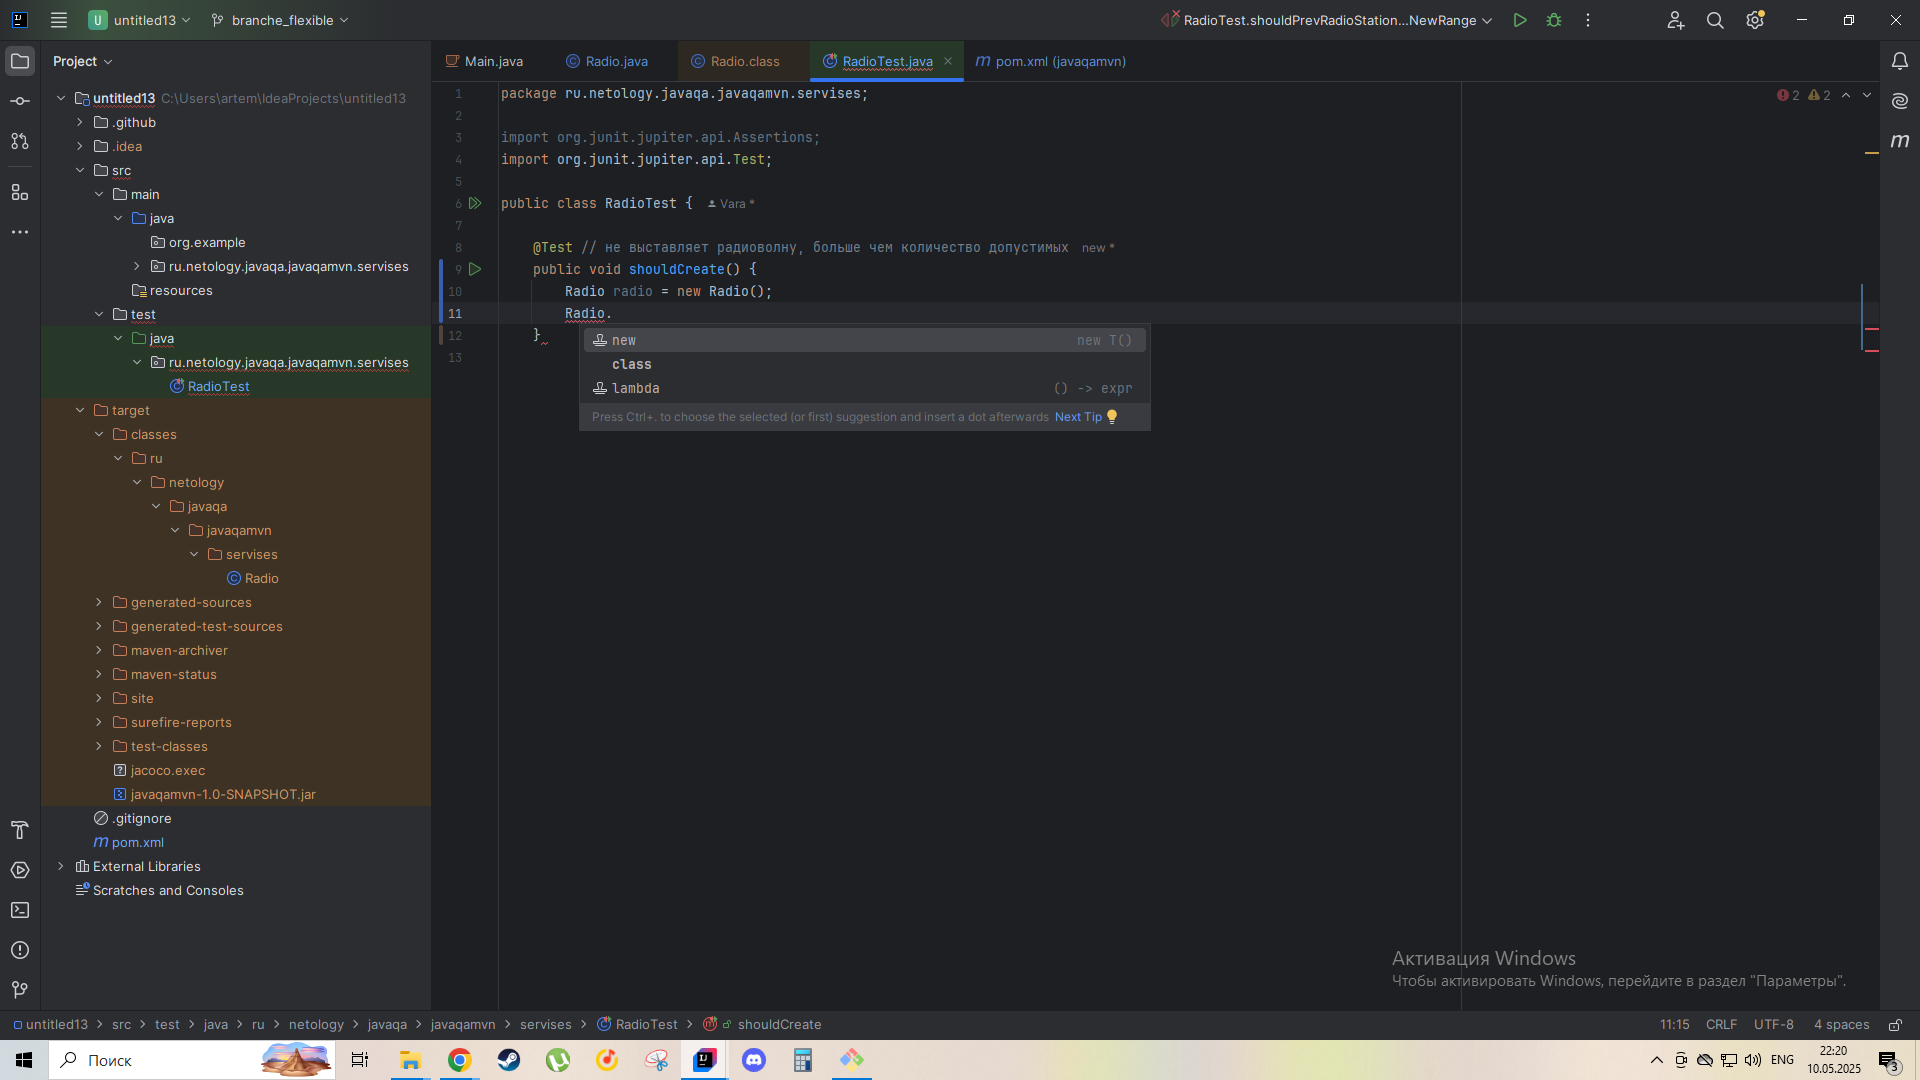 untitled13
branche_flexible
RadioTest.shouldPrevRadioStation...NewRange
Project
Main.java
Radio.java
Radio.class
RadioTest.java
m pom.xml (javaqamvn)
untitled13 C:\Users\artem\IdeaProjects\untitled13
.github
.idea
src
main
java
org.example
ru.netology.javaqa.javaqamvn.servises
resources
test
java
ru.netology.javaqa.javaqamvn.servises
RadioTest
target
classes
ru
netology
javaqa
javaqamvn
servises
Radio
generated-sources
generated-test-sources
maven-archiver
maven-status
site
surefire-reports
test-classes
jacoco.exec
javaqamvn-1.0-SNAPSHOT.jar
.gitignore
m pom.xml
External Libraries
Scratches and Consoles
1 package ru.netology.javaqa.javaqamvn.servises;
2
3 import org.junit.jupiter.api.Assertions;
4 import org.junit.jupiter.api.Test;
5
6 public class RadioTest { Vara *
7
8 @Test // не выставляет радиоволну, больше чем количество допустимых new *
9 public void shouldCreate() {
10 Radio radio = new Radio();
11 Radio.
12 }
13
new new T()
class
lambda () -> expr
Press Ctrl+. to choose the selected (or first) suggestion and insert a dot afterwards Next Tip
2 2
m
Активация Windows
Чтобы активировать Windows, перейдите в раздел "Параметры".
untitled13 > src > test > java > ru > netology > javaqa > javaqamvn > servises > RadioTest > shouldCreate
11:15 CRLF UTF-8 4 spaces
Поиск
ENG
22:20
10.05.2025
3